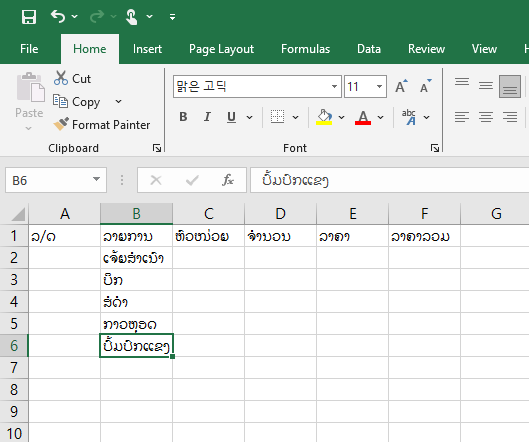 File Home Insert Page Layout Formulas Data Review View
Paste Cut
Copy
Format Painter
Clipboard
맑은 고딕 11 A A
B I U A abc
Font
B6 fx ປຶ້ມປົກແຂງ
A B C D E F G
1 ລ/ດ ລາຍການ ຫົວໜ່ວຍ ຈຳນວນ ລາຄາ ລາຄາລວມ
2 ເຈ້ຍສຳເນົາ
3 ບິກ
4 ສໍດຳ
5 ກາວຫຼອດ
6 ປຶ້ມປົກແຂງ
7
8
9
10